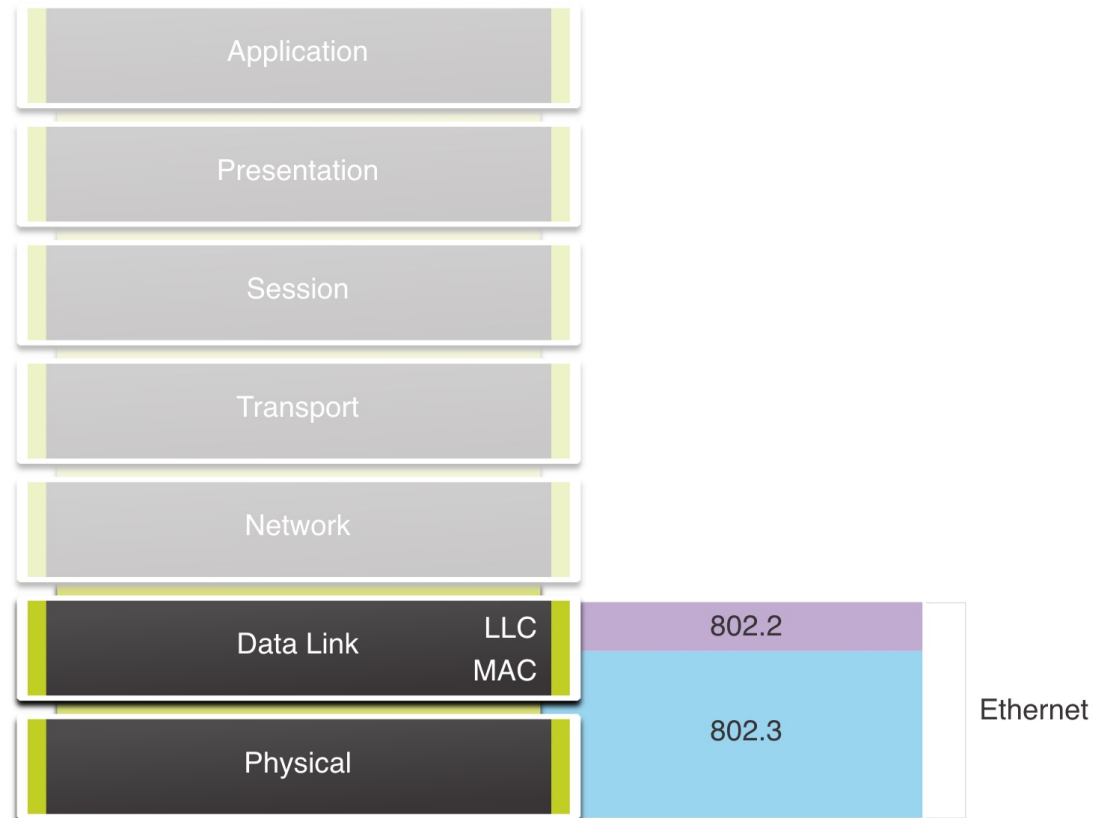 Application
Presentation
Session
Transport
Network
Data Link
LLC
MAC
802.2
802.3
Ethernet
Physical